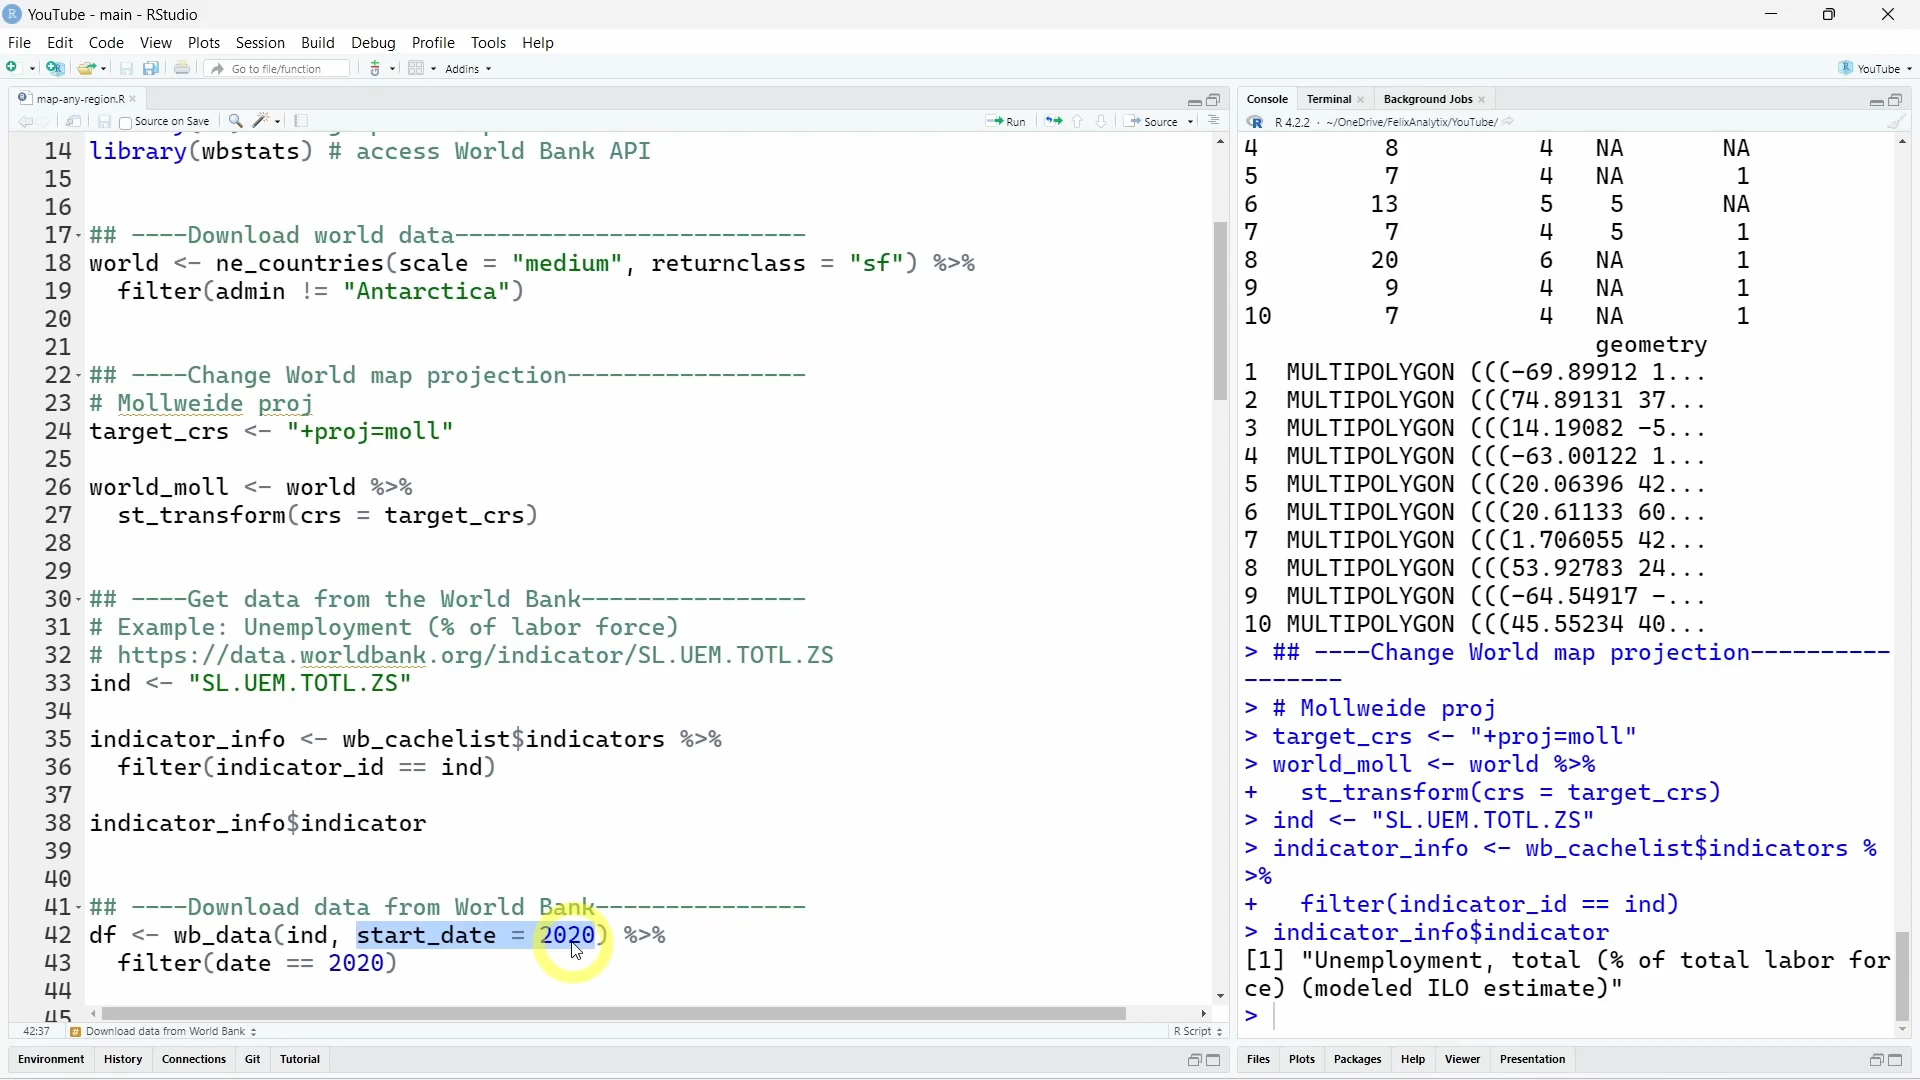 YouTube - main - RStudio
File Edit Code View Plots Session Build Debug Profile Tools Help
Go to file/function Addins YouTube
map-any-region.R
Source on Save Run Source
14 library(wbstats) # access World Bank API
15
16
17 ## ----Download world data-------------------------
18 world <- ne_countries(scale = "medium", returnclass = "sf") %>%
19 filter(admin != "Antarctica")
20
21
22 ## ----Change World map projection-----------------
23 # Mollweide proj
24 target_crs <- "+proj=moll"
25
26 world_moll <- world %>%
27 st_transform(crs = target_crs)
28
29
30 ## ----Get data from the World Bank----------------
31 # Example: Unemployment (% of labor force)
32 # https://data.worldbank.org/indicator/SL.UEM.TOTL.ZS
33 ind <- "SL.UEM.TOTL.ZS"
34
35 indicator_info <- wb_cachelist$indicators %>%
36 filter(indicator_id == ind)
37
38 indicator_info$indicator
39
40
41 ## ----Download data from World Bank---------------
42 df <- wb_data(ind, start_date = 2020) %>%
43 filter(date == 2020)
44
45
42:37 # Download data from World Bank R Script
Environment History Connections Git Tutorial
Console Terminal Background Jobs
R 4.2.2 · ~/OneDrive/FelixAnalytix/YouTube/
4 8 4 NA NA
5 7 4 NA 1
6 13 5 5 NA
7 7 4 5 1
8 20 6 NA 1
9 9 4 NA 1
10 7 4 NA 1
geometry
1 MULTIPOLYGON (((-69.89912 1...
2 MULTIPOLYGON (((74.89131 37...
3 MULTIPOLYGON (((14.19082 -5...
4 MULTIPOLYGON (((-63.00122 1...
5 MULTIPOLYGON (((20.06396 42...
6 MULTIPOLYGON (((20.61133 60...
7 MULTIPOLYGON (((1.706055 42...
8 MULTIPOLYGON (((53.92783 24...
9 MULTIPOLYGON (((-64.54917 -...
10 MULTIPOLYGON (((45.55234 40...
> ## ----Change World map projection----------
-------
> # Mollweide proj
> target_crs <- "+proj=moll"
> world_moll <- world %>%
+ st_transform(crs = target_crs)
> ind <- "SL.UEM.TOTL.ZS"
> indicator_info <- wb_cachelist$indicators %
>%
+ filter(indicator_id == ind)
> indicator_info$indicator
[1] "Unemployment, total (% of total labor for
ce) (modeled ILO estimate)"
>
Files Plots Packages Help Viewer Presentation